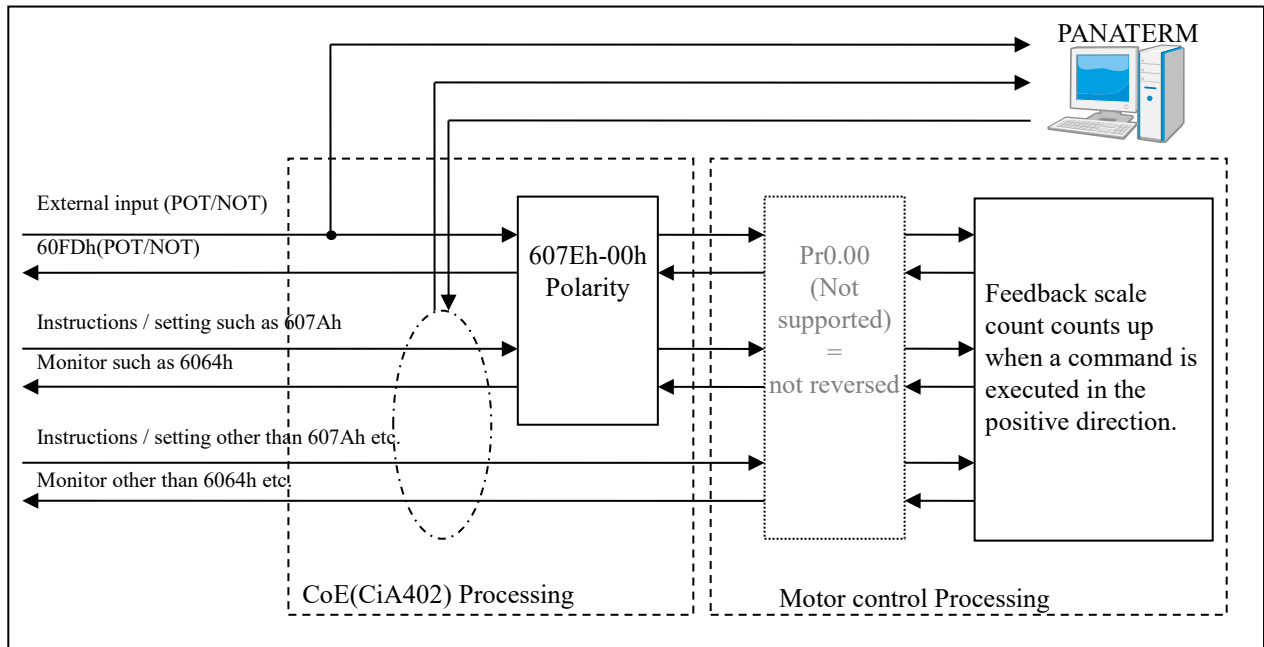 PANATERM
External input (POT/NOT)
60FDh(POT/NOT)
Instructions / setting such as 607Ah
Monitor such as 6064h
Instructions / setting other than 607Ah etc.
Monitor other than 6064h etc.
607Eh-00h
Polarity
Pr0.00
(Not
supported)
=
not reversed
Feedback scale
count counts up
when a command is
executed in the
positive direction.
CoE(CiA402) Processing
Motor control Processing